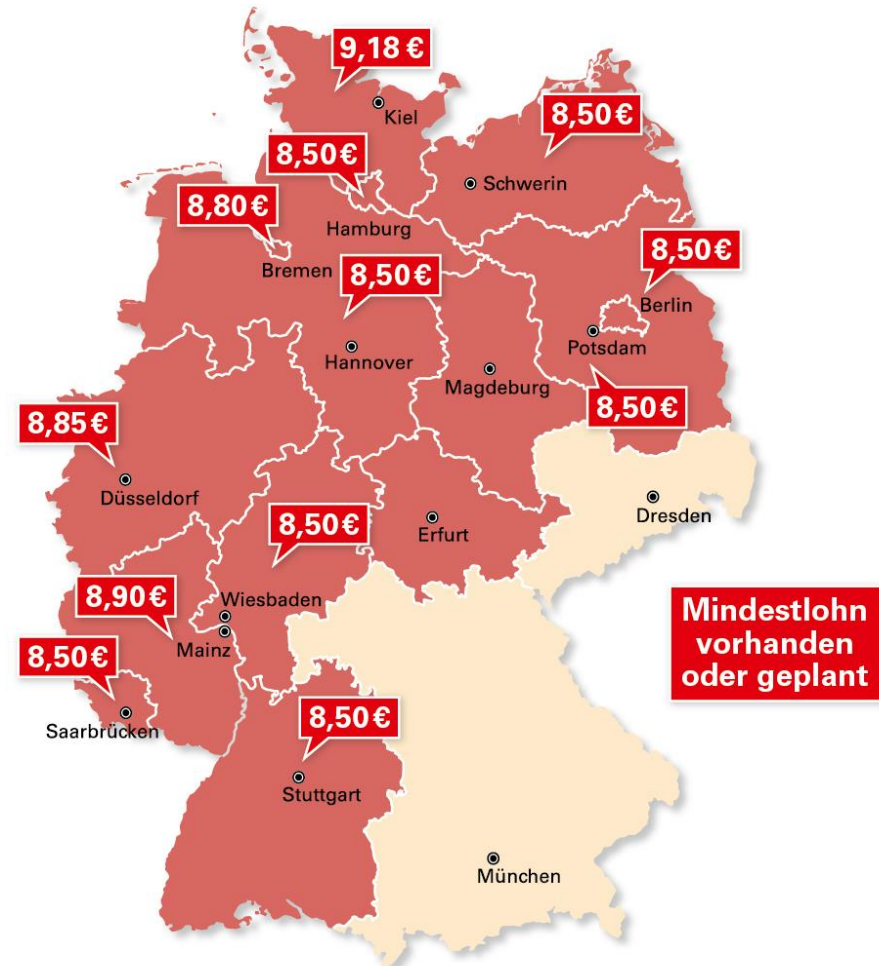 9,18 €
Kiel
8,50 €
8,50 €
Schwerin
8,80 €
Hamburg
Bremen
8,50 €
8,50 €
Berlin
Hannover
Potsdam
Magdeburg
8,50 €
8,85 €
Düsseldorf
Dresden
8,50 €
Erfurt
8,90 €
Wiesbaden
Mainz
Mindestlohn
vorhanden
oder geplant
8,50 €
Saarbrücken
8,50 €
Stuttgart
München